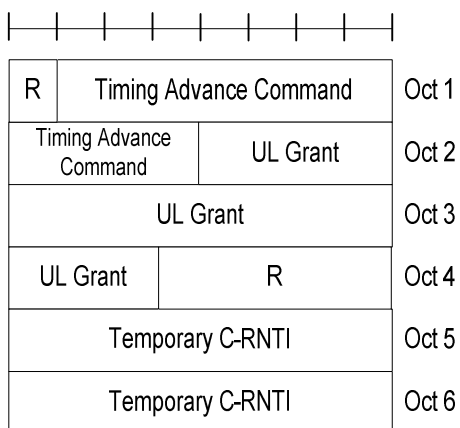 R Timing Advance Command Oct 1
Timing Advance
Command UL Grant Oct 2
UL Grant Oct 3
UL Grant R Oct 4
Temporary C-RNTI Oct 5
Temporary C-RNTI Oct 6